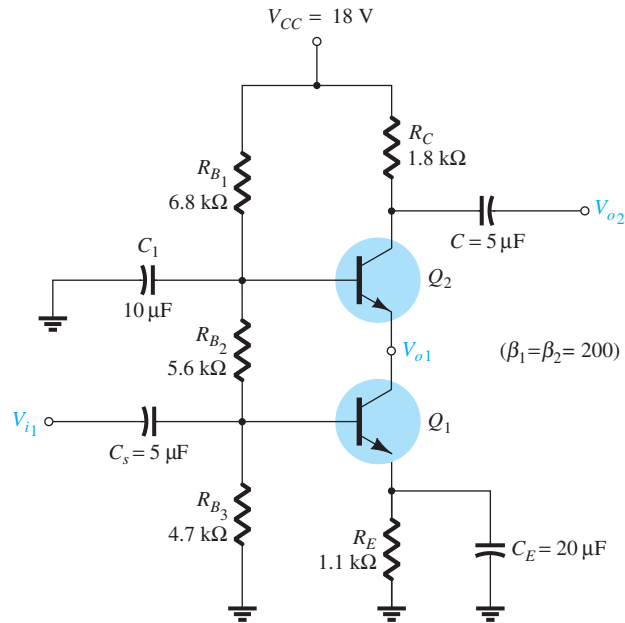 V_CC = 18 V
R_C
1.8 kΩ
R_B1
6.8 kΩ
V_o2
C = 5 μF
C_1
10 μF
Q_2
R_B2
5.6 kΩ
V_o1
(β_1=β_2= 200)
V_i1
C_s = 5 μF
Q_1
R_B3
4.7 kΩ
R_E
1.1 kΩ
C_E = 20 μF